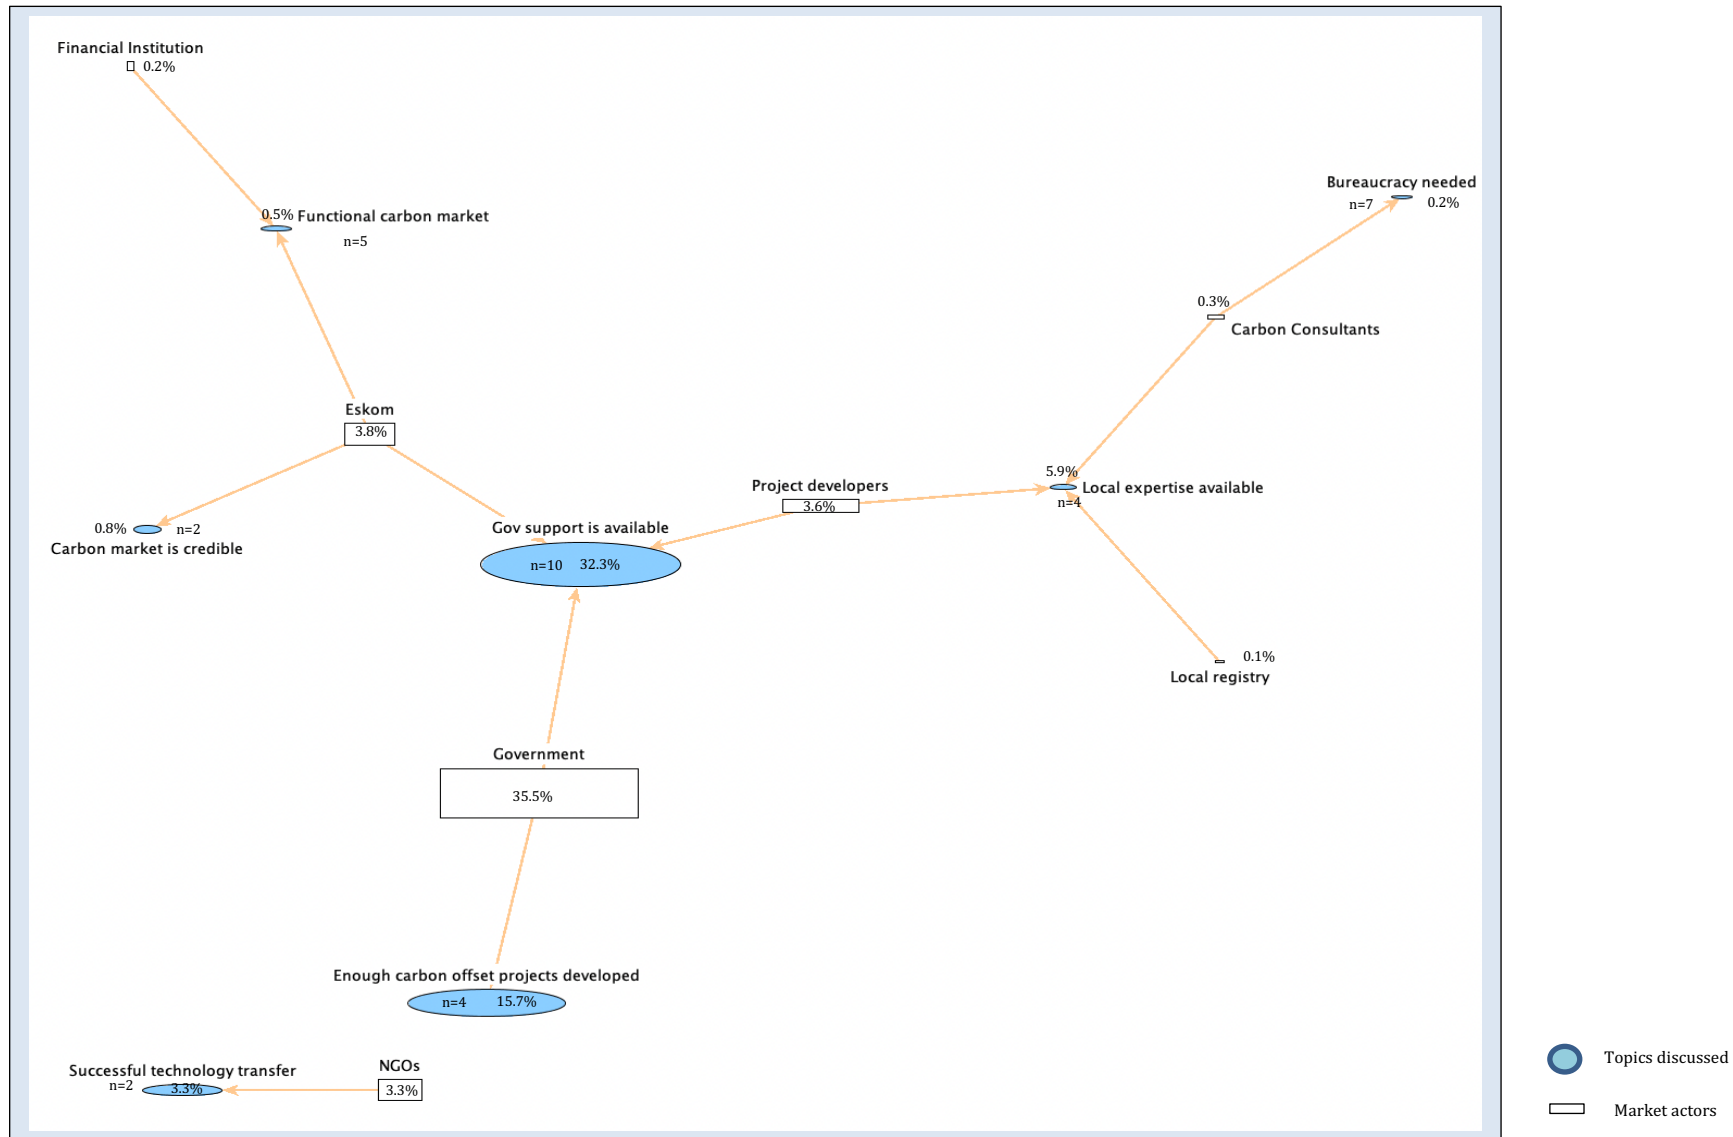 Financial Institution
0.2%
Bureaucracy needed
n=7
0.2%
0.5% Functional carbon market
n=5
0.3%
Carbon Consultants
Eskom
3.8%
5.9%
Local expertise available
n=4
Project developers
3.6%
0.8%
n=2
Carbon market is credible
Gov support is available
n=10 32.3%
0.1%
Local registry
Government
35.5%
Enough carbon offset projects developed
n=4 15.7%
Successful technology transfer
n=2
3.3%
NGOs
3.3%
Topics discussed
Market actors